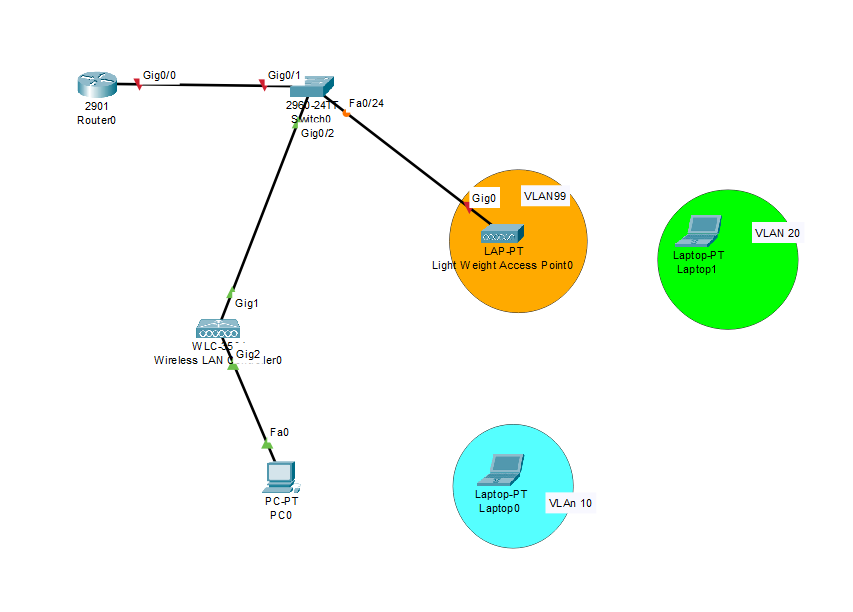 Gig0/0
Gig0/1
2901
Router0
2960-24TT
Switch0
Fa0/24
Gig0/2
Gig0
VLAN99
LAP-PT
Light Weight Access Point0
VLAN 20
Laptop-PT
Laptop1
Gig1
WLC-35
Gig2
Wireless LAN
ler0
Fa0
PC-PT
PC0
Laptop-PT
Laptop0
VLAn 10